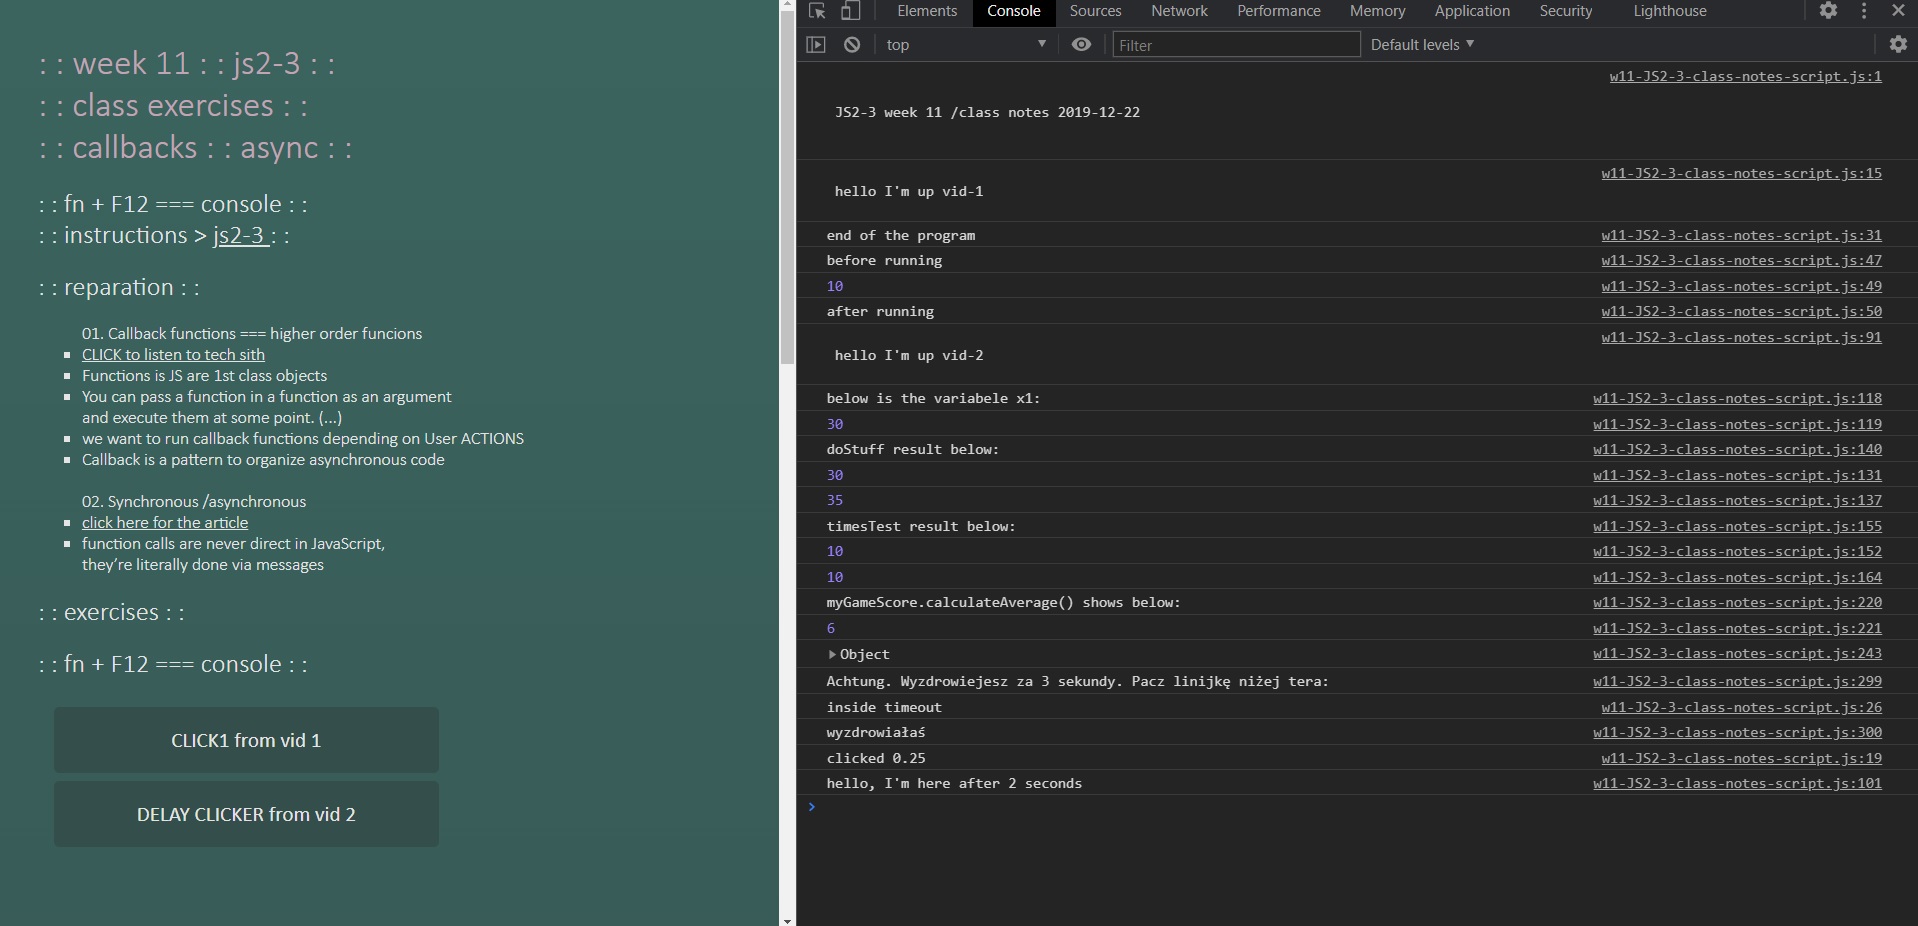 : : week 11 : : js2-3 : :
: : class exercises : :
: : callbacks : : async : :
: : fn + F12 === console : :
: : instructions > js2-3 : :
: : reparation : :
01. Callback functions === higher order funcions
CLICK to listen to tech sith
Functions is JS are 1st class objects
You can pass a function in a function as an argument
and execute them at some point. (...)
we want to run callback functions depending on User ACTIONS
Callback is a pattern to organize asynchronous code
02. Synchronous /asynchronous
click here for the article
function calls are never direct in JavaScript,
they’re literally done via messages
: : exercises : :
: : fn + F12 === console : :
CLICK1 from vid 1
DELAY CLICKER from vid 2
Elements Console Sources Network Performance Memory Application Security Lighthouse
top Filter Default levels
w11-JS2-3-class-notes-script.js:1
JS2-3 week 11 /class notes 2019-12-22
w11-JS2-3-class-notes-script.js:15
hello I'm up vid-1
end of the program w11-JS2-3-class-notes-script.js:31
before running w11-JS2-3-class-notes-script.js:47
10 w11-JS2-3-class-notes-script.js:49
after running w11-JS2-3-class-notes-script.js:50
w11-JS2-3-class-notes-script.js:91
hello I'm up vid-2
below is the variabele x1: w11-JS2-3-class-notes-script.js:118
30 w11-JS2-3-class-notes-script.js:119
doStuff result below: w11-JS2-3-class-notes-script.js:140
30 w11-JS2-3-class-notes-script.js:131
35 w11-JS2-3-class-notes-script.js:137
timesTest result below: w11-JS2-3-class-notes-script.js:155
10 w11-JS2-3-class-notes-script.js:152
10 w11-JS2-3-class-notes-script.js:164
myGameScore.calculateAverage() shows below: w11-JS2-3-class-notes-script.js:220
6 w11-JS2-3-class-notes-script.js:221
Object w11-JS2-3-class-notes-script.js:243
Achtung. Wyzdrowiejesz za 3 sekundy. Pacz linijkę niżej tera: w11-JS2-3-class-notes-script.js:299
inside timeout w11-JS2-3-class-notes-script.js:26
wyzdrowiałaś w11-JS2-3-class-notes-script.js:300
clicked 0.25 w11-JS2-3-class-notes-script.js:19
hello, I'm here after 2 seconds w11-JS2-3-class-notes-script.js:101